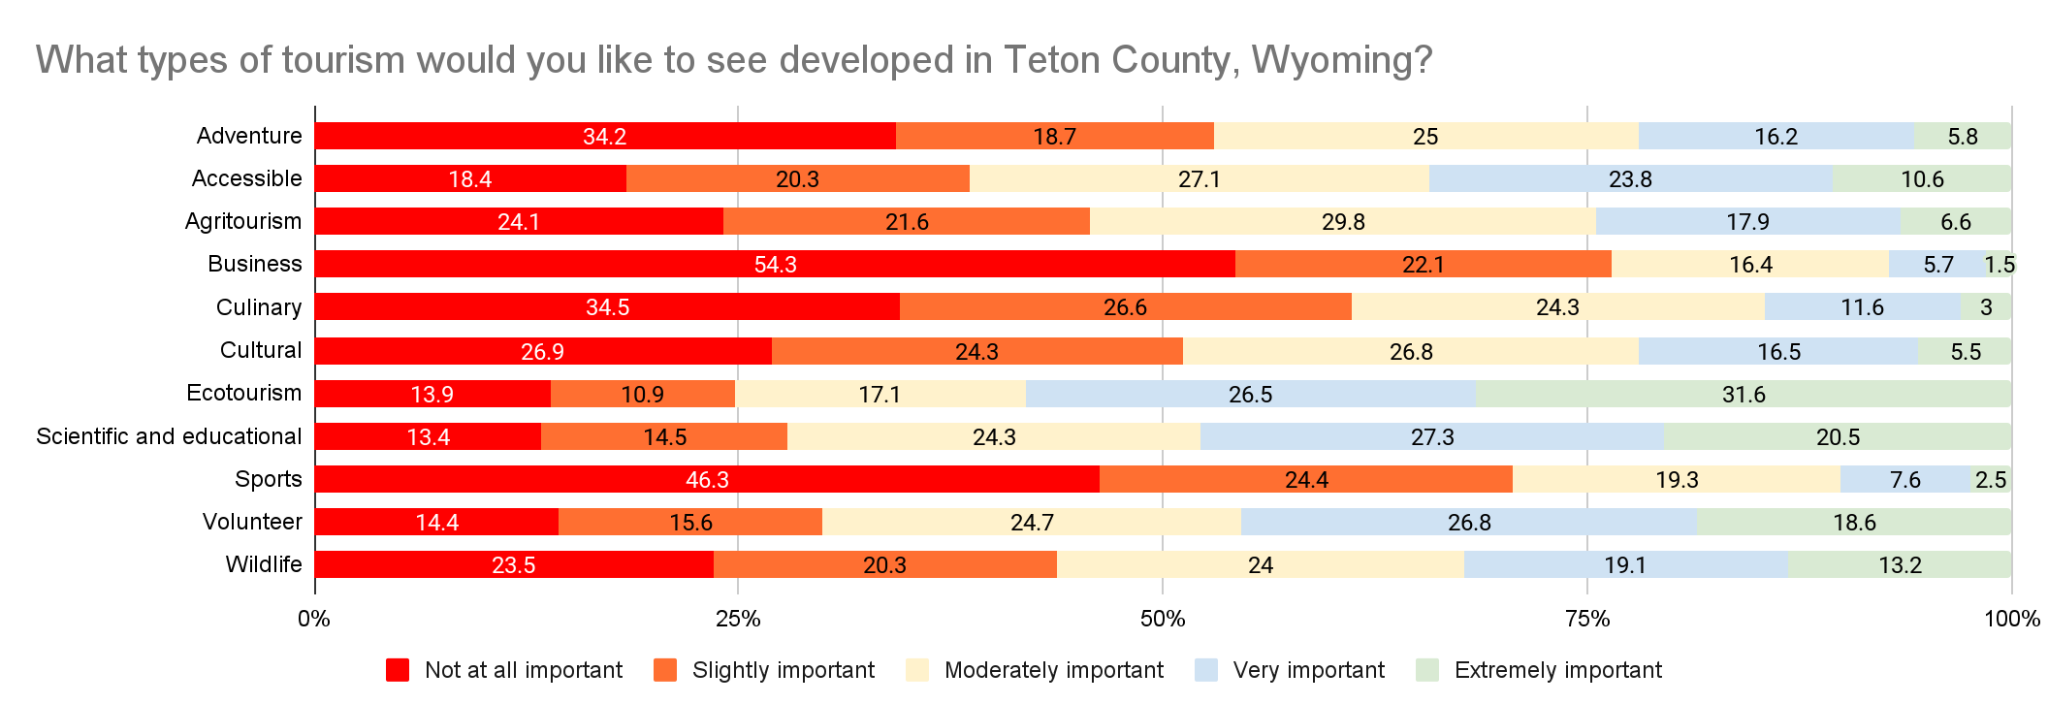 What types of tourism would you like to see developed in Teton County, Wyoming?
Adventure 34.2 18.7 25 16.2 5.8
Accessible 18.4 20.3 27.1 23.8 10.6
Agritourism 24.1 21.6 29.8 17.9 6.6
Business 54.3 22.1 16.4 5.7 1.5
Culinary 34.5 26.6 24.3 11.6 3
Cultural 26.9 24.3 26.8 16.5 5.5
Ecotourism 13.9 10.9 17.1 26.5 31.6
Scientific and educational 13.4 14.5 24.3 27.3 20.5
Sports 46.3 24.4 19.3 7.6 2.5
Volunteer 14.4 15.6 24.7 26.8 18.6
Wildlife 23.5 20.3 24 19.1 13.2
0% 25% 50% 75% 100%
Not at all important Slightly important Moderately important Very important Extremely important